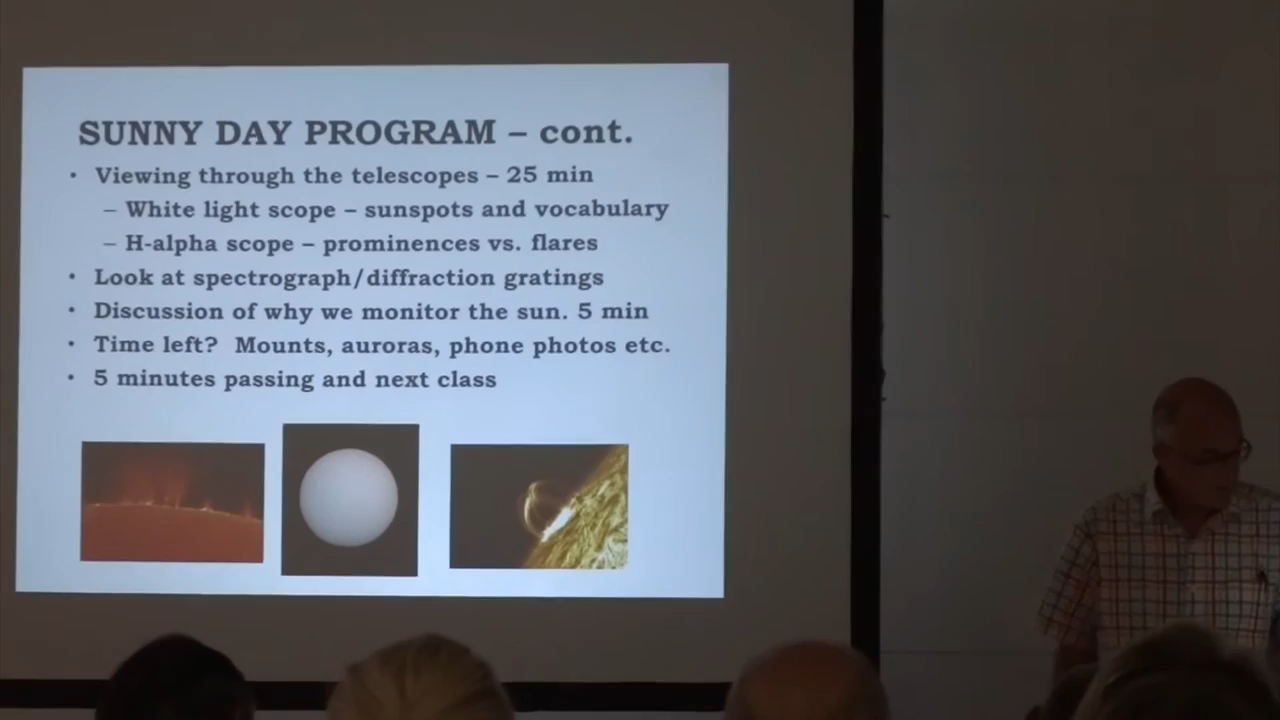 SUNNY DAY PROGRAM – cont.
• Viewing through the telescopes – 25 min
– White light scope – sunspots and vocabulary
– H-alpha scope – prominences vs. flares
• Look at spectrograph/diffraction gratings
• Discussion of why we monitor the sun. 5 min
• Time left? Mounts, auroras, phone photos etc.
• 5 minutes passing and next class